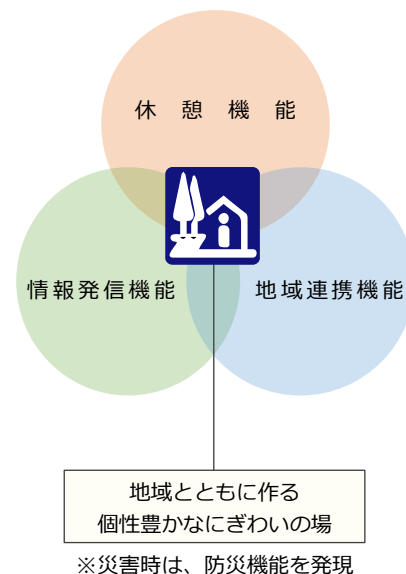 休憩機能
情報発信機能
地域連携機能
地域とともに作る
個性豊かなにぎわいの場
※災害時は、防災機能を発現